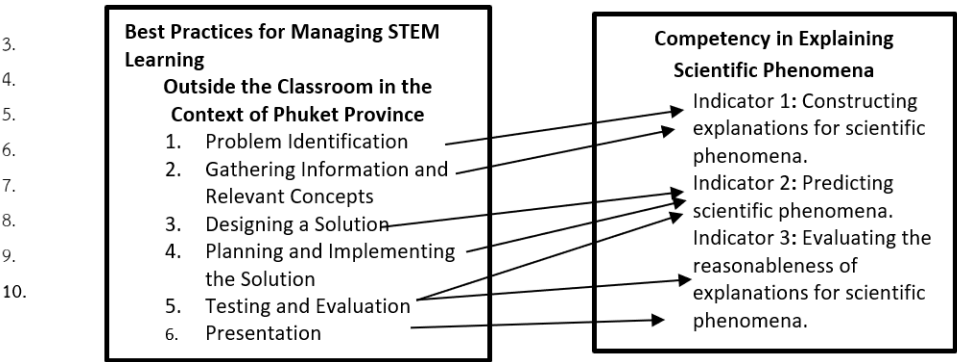 3.
4.
5.
6.
7.
8.
9.
10.
Best Practices for Managing STEM
Learning
Outside the Classroom in the
Context of Phuket Province
1. Problem Identification
2. Gathering Information and
Relevant Concepts
3. Designing a Solution
4. Planning and Implementing
the Solution
5. Testing and Evaluation
6. Presentation
Competency in Explaining
Scientific Phenomena
Indicator 1: Constructing
explanations for scientific
phenomena.
Indicator 2: Predicting
scientific phenomena.
Indicator 3: Evaluating the
reasonableness of
explanations for scientific
phenomena.